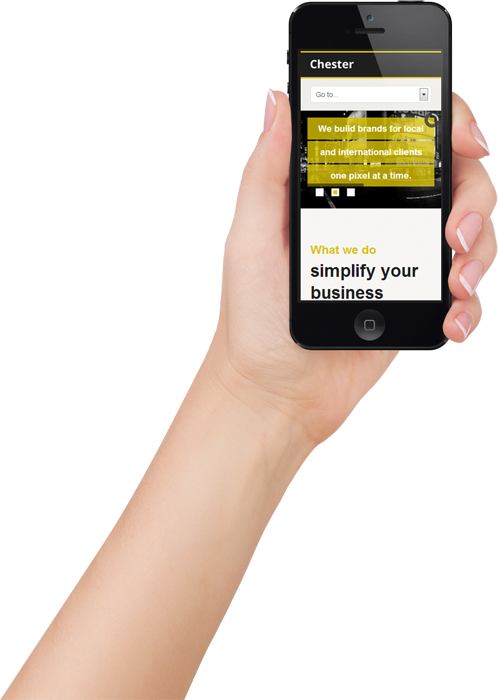 Chester
Go to...
We build brands for local
and international clients
one pixel at a time.
What we do
simplify your
business